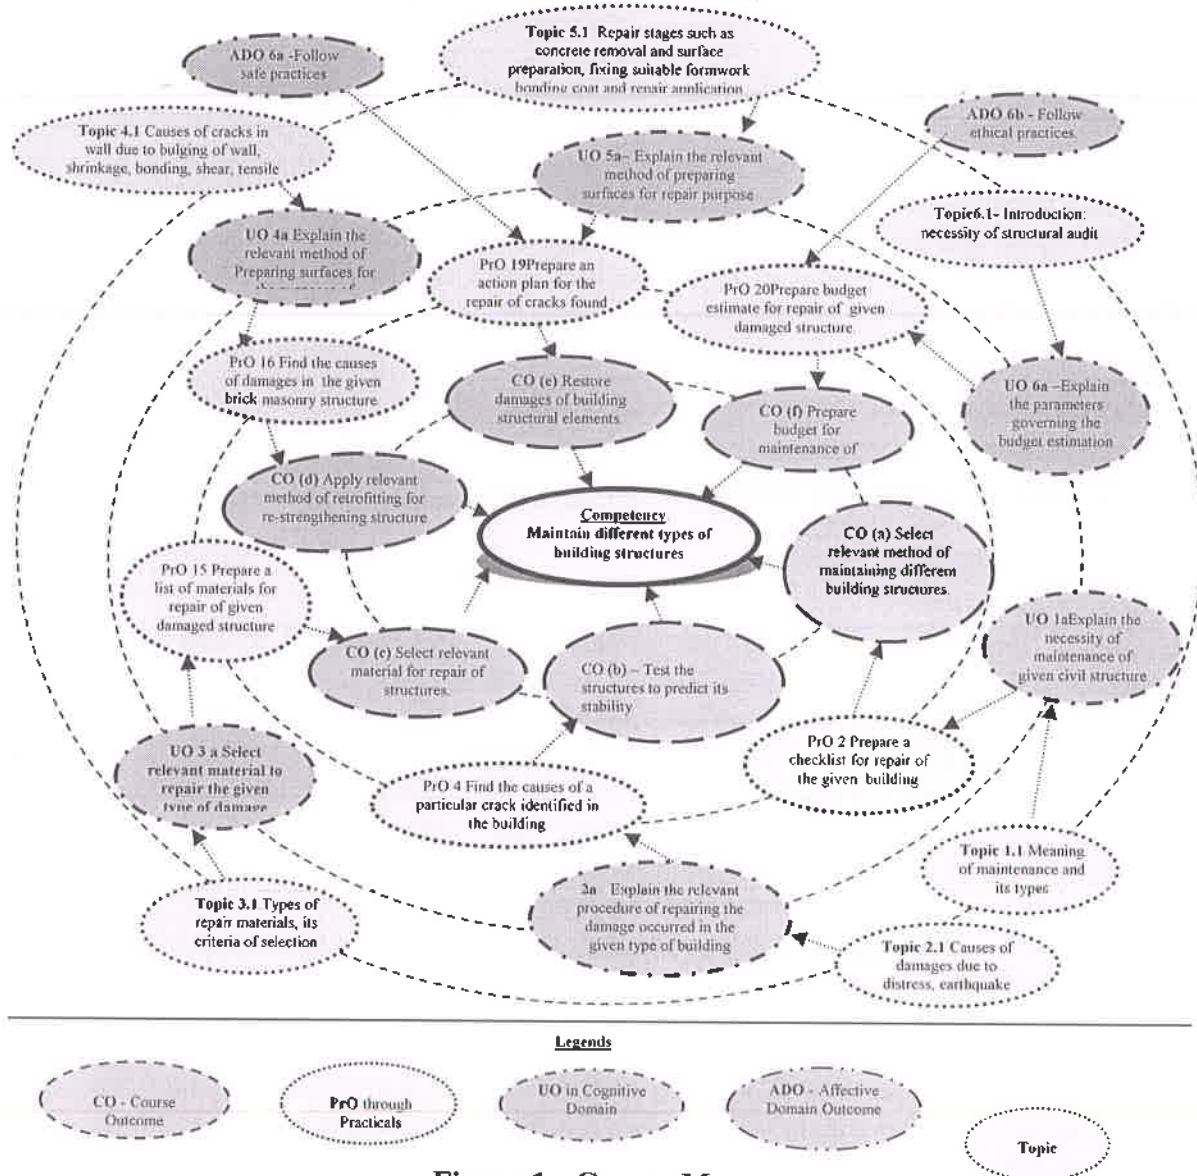 Topic 5.1 Repair stages such as
concrete removal and surface
preparation, fixing suitable formwork
bonding coat and repair application
ADO 6a -Follow
safe practices
ADO 6b - Follow
ethical practices.
Topic 4.1 Causes of cracks in
wall due to bulging of wall,
shrinkage, bonding, shear, tensile
UO 5a– Explain the relevant
method of preparing
surfaces for repair purpose
Topic6.1- Introduction:
necessity of structural audit
UO 4a Explain the
relevant method of
Preparing surfaces for
PrO 19Prepare an
action plan for the
repair of cracks found
PrO 20Prepare budget
estimate for repair of given
damaged structure
PrO 16 Find the causes
of damages in the given
brick masonry structure
CO (e) Restore
damages of building
structural elements
CO (f) Prepare
budget for
maintenance of
UO 6a –Explain
the parameters
governing the
budget estimation
CO (d) Apply relevant
method of retrofitting for
re-strengthening structure
Competency
Maintain different types of
building structures
CO (a) Select
relevant method of
maintaining different
building structures.
PrO 15 Prepare a
list of materials for
repair of given
damaged structure
UO 1aExplain the
necessity of
maintenance of
given civil structure
CO (c) Select relevant
material for repair of
structures.
CO (b) – Test the
structures to predict its
stability
UO 3 a Select
relevant material to
repair the given
type of damage
PrO 4 Find the causes of a
particular crack identified in
the building
PrO 2 Prepare a
checklist for repair of
the given building
Topic 1.1 Meaning
of maintenance and
its types
Topic 3.1 Types of
repair materials, its
criteria of selection
2a Explain the relevant
procedure of repairing the
damage occurred in the
given type of building
Topic 2.1 Causes of
damages due to
distress, earthquake
Legends
CO - Course
Outcome
PrO through
Practicals
UO in Cognitive
Domain
ADO - Affective
Domain Outcome
Topic